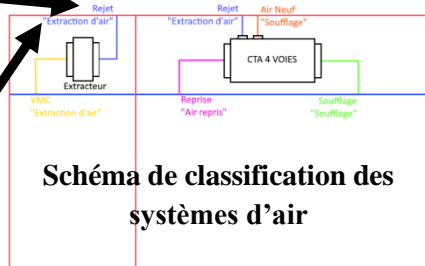 Rejet
"Extraction d'air"
Rejet
"Extraction d'air"
Air Neuf
"Soufflage"
CTA 4 VOIES
Extracteur
VMC
"Extraction d'air"
Reprise
"Air repris"
Soufflage
"Soufflage"
Schéma de classification des
systèmes d'air